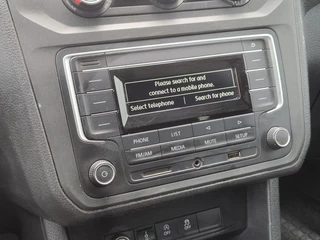 Please search for and
connect to a mobile phone.
Select telephone
Search for phone
PHONE LIST SETUP
FM/AM MEDIA MUTE
OFF